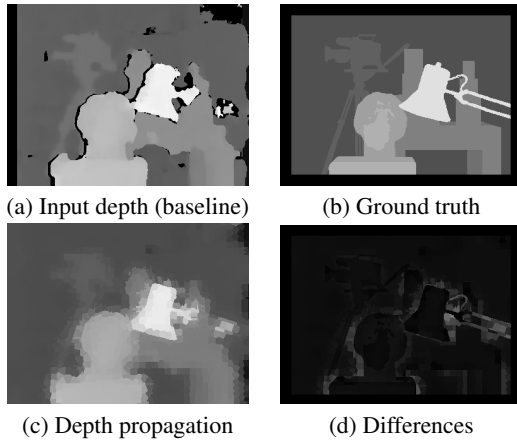 (a) Input depth (baseline)
(b) Ground truth
(c) Depth propagation
(d) Differences